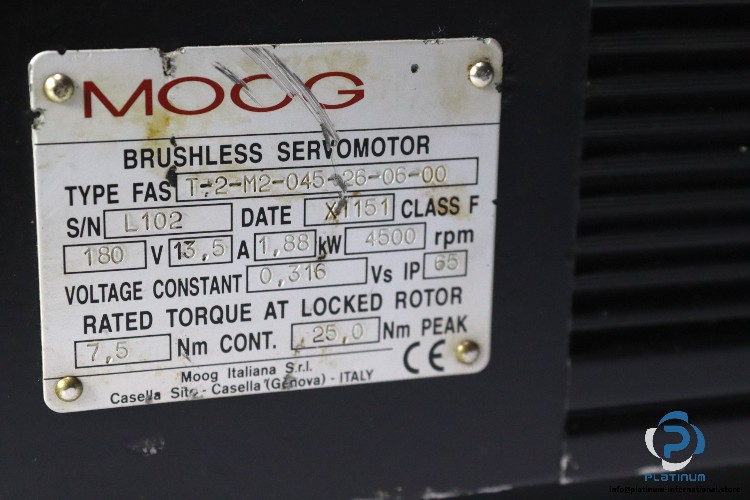 MOOG
BRUSHLESS SERVOMOTOR
TYPE FAS T-2-M2-045-26-06-00
S/N L102 DATE X1151 CLASS F
180 V 13,5 A 1,88 kW 4500 rpm
VOLTAGE CONSTANT 0,316 Vs IP 65
RATED TORQUE AT LOCKED ROTOR
7,5 Nm CONT. 25,0 Nm PEAK
Moog Italiana S.r.l. CE
Casella Sito - Casella (Genova) - ITALY
PLATINUM
info@platinum-international.store